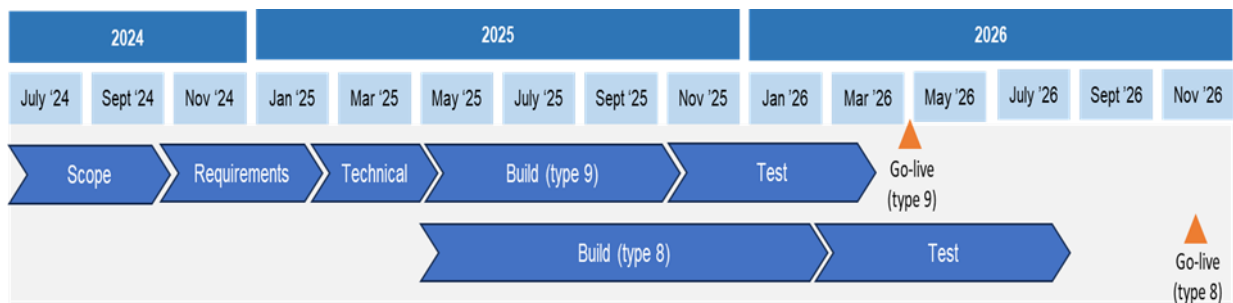 2024 2025 2026
July ‘24 Sept ‘24 Nov ‘24 Jan ‘25 Mar ‘25 May ‘25 July ‘25 Sept ‘25 Nov ‘25 Jan ‘26 Mar ‘26 May ‘26 July ‘26 Sept ‘26 Nov ’26
Scope Requirements Technical Build (type 9) Test
Go-live
(type 9)
Build (type 8) Test
Go-live
(type 8)